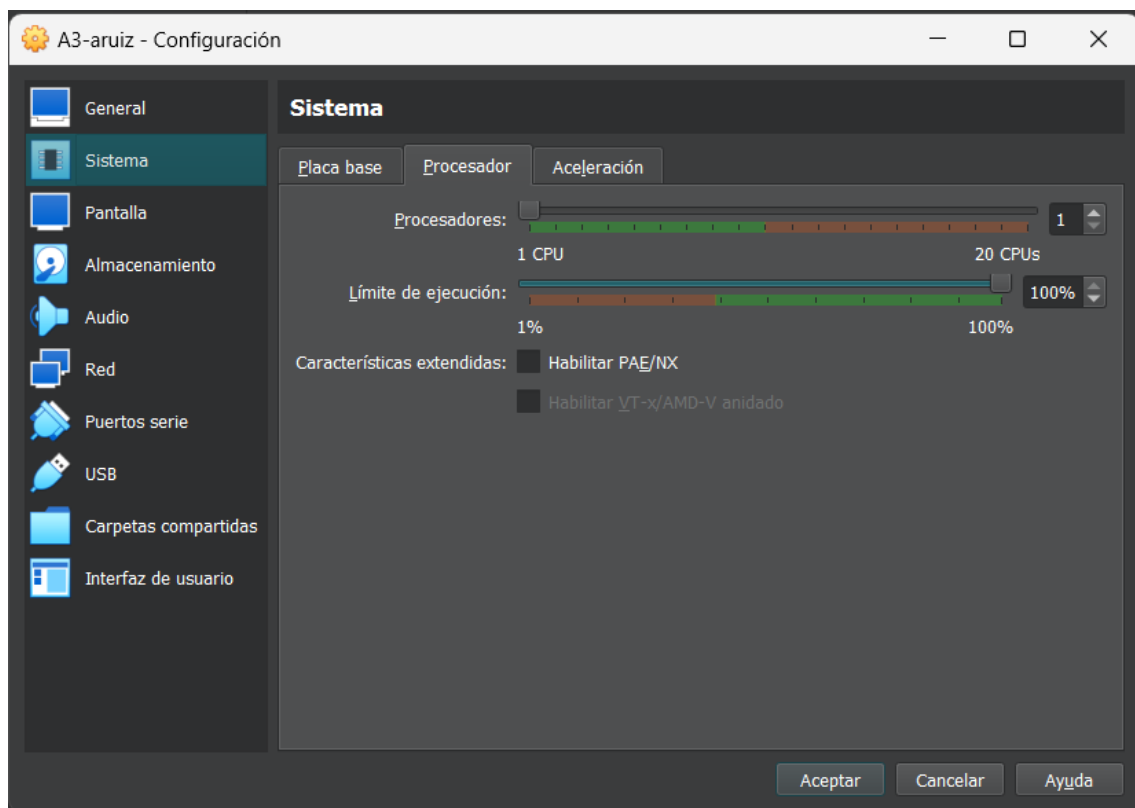 A3-aruiz - Configuración
General
Sistema
Pantalla
Almacenamiento
Audio
Red
Puertos serie
USB
Carpetas compartidas
Interfaz de usuario
Sistema
Placa base Procesador Aceleración
Procesadores: 1
1 CPU 20 CPUs
Límite de ejecución: 100%
1% 100%
Características extendidas: Habilitar PAE/NX
Habilitar VT-x/AMD-V anidado
Aceptar Cancelar Ayuda